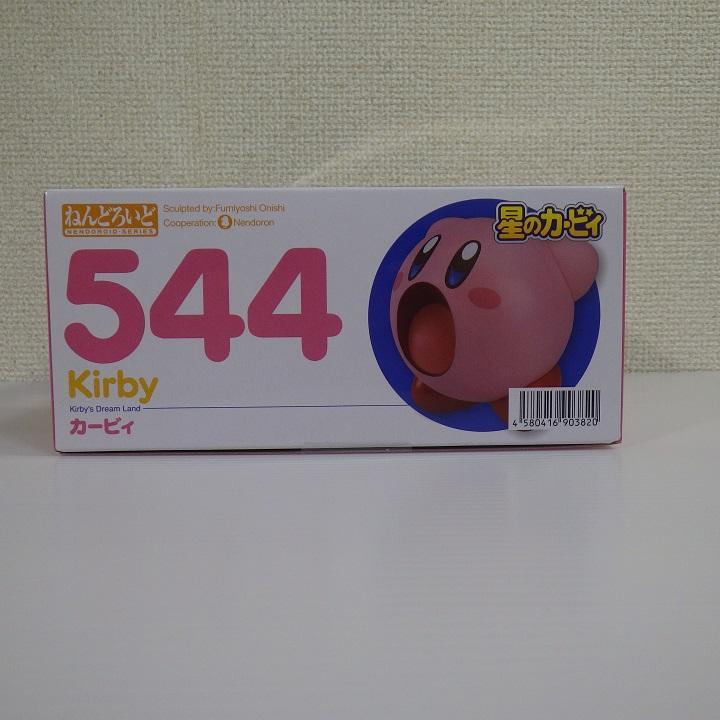 ねんどろいど
NENDOROID-SERIES
Sculpted by:Fumiyoshi Onishi
Cooperation: Nendoron
星のカービィ
544
Kirby
Kirby's Dream Land
カービィ
4 580416 903820